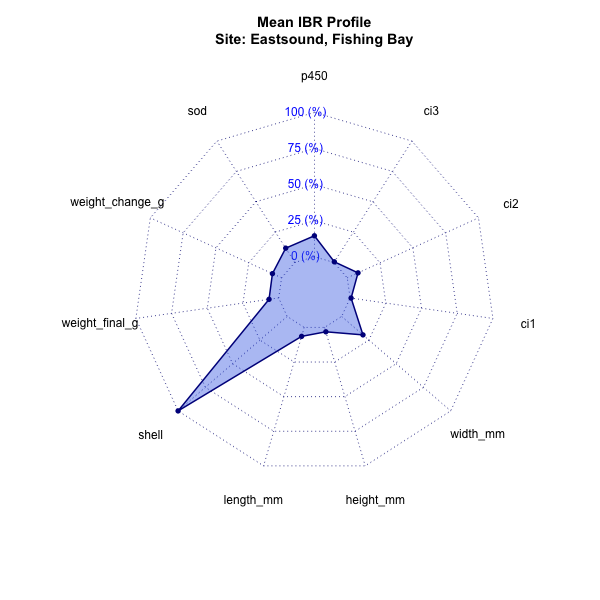 Mean IBR Profile
Site: Eastsound, Fishing Bay
p450
sod
ci3
100 (%)
75 (%)
weight_change_g
ci2
50 (%)
25 (%)
0 (%)
weight_final_g
ci1
shell
width_mm
length_mm
height_mm